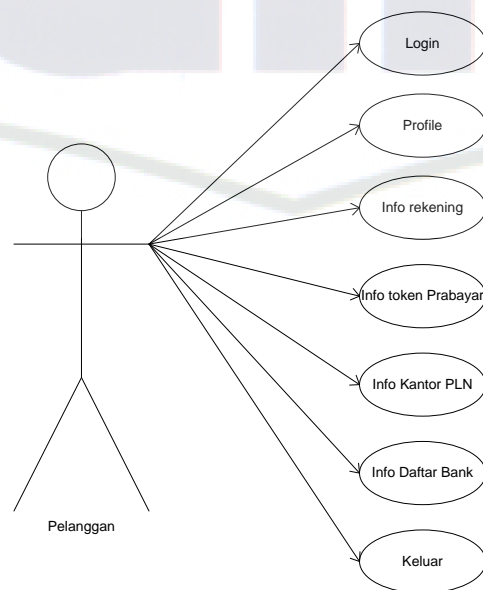 Login
Profile
Info rekening
Info token Prabayar
Info Kantor PLN
Info Daftar Bank
Keluar
Pelanggan